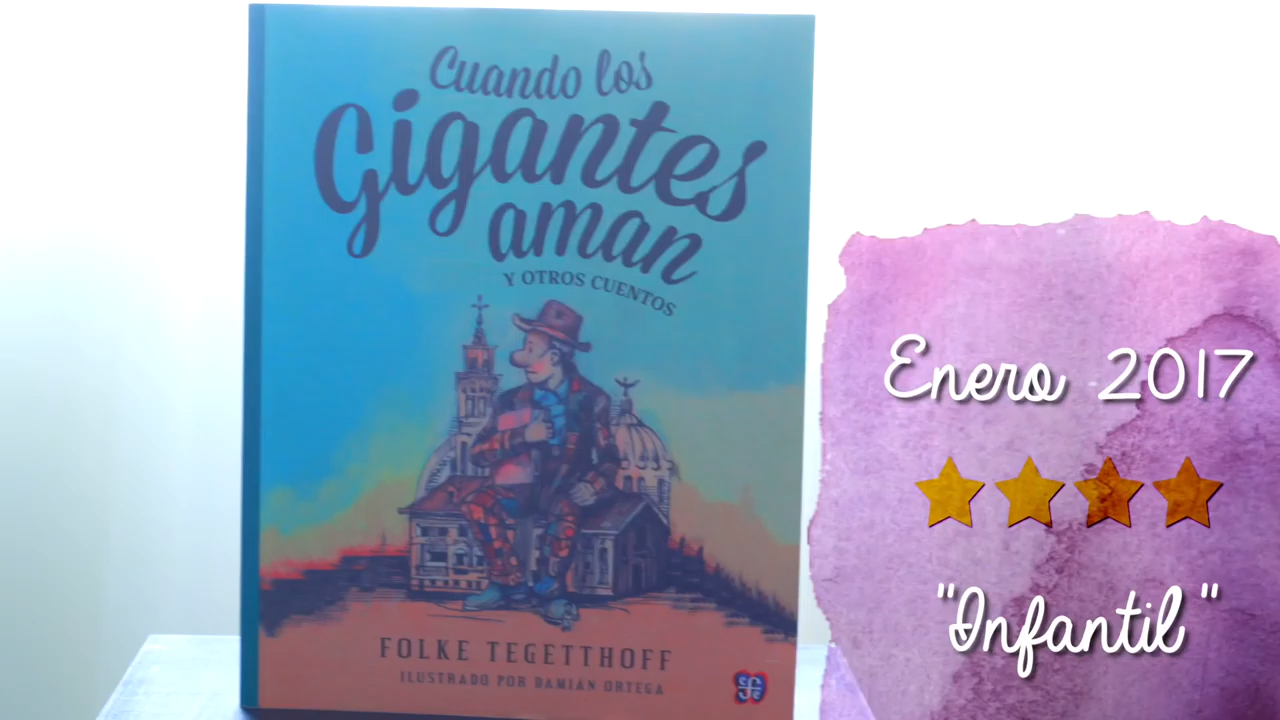 Cuando los
Gigantes
aman
Y OTROS CUENTOS
FOLKE TEGETTHOFF
ILUSTRADO POR DAMIÁN ORTEGA
Enero 2017
"Infantil"